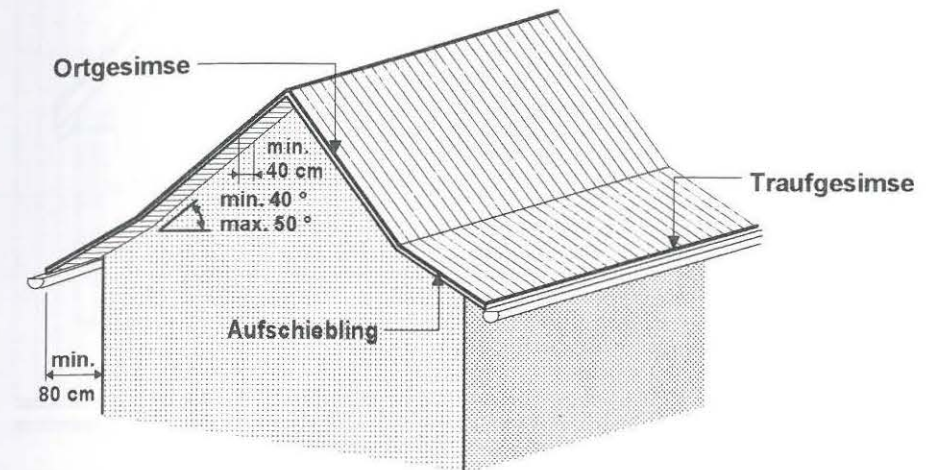 Ortgesimse
min.
40 cm
min. 40 °
max. 50 °
Traufgesimse
Aufschiebling
min.
80 cm